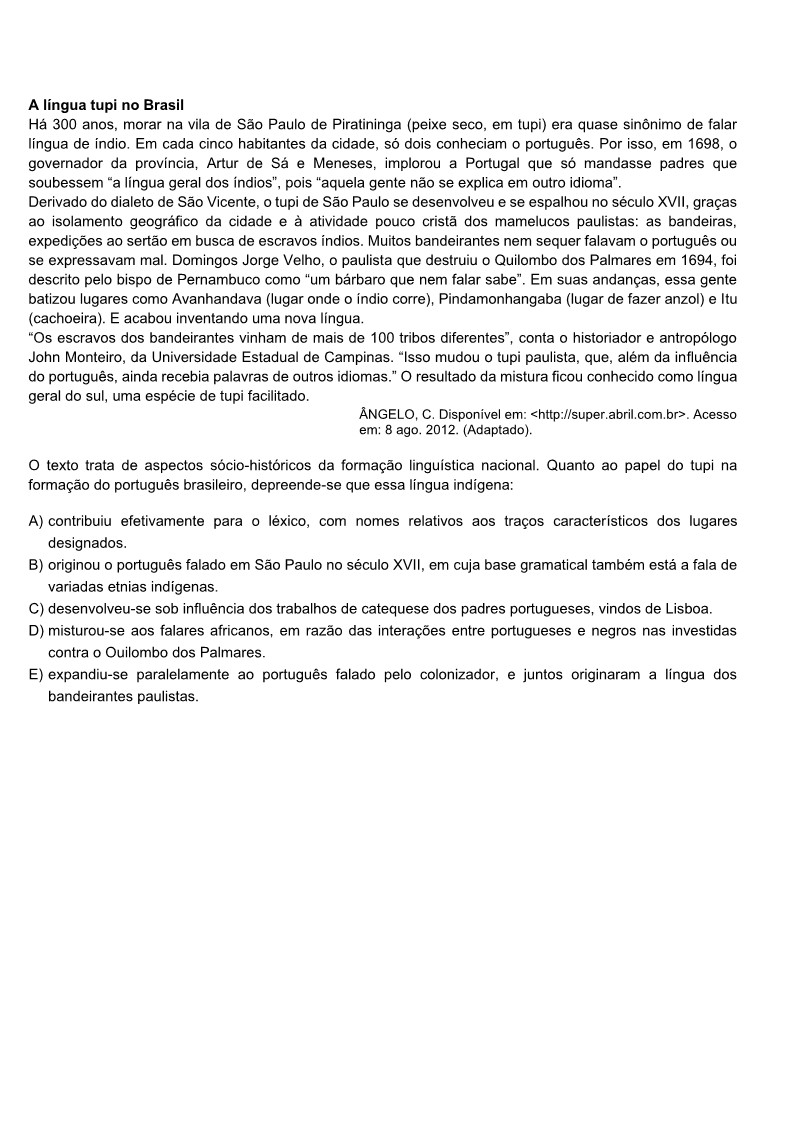 A língua tupi no Brasil
Há 300 anos, morar na vila de São Paulo de Piratininga (peixe seco, em tupi) era quase sinônimo de falar
língua de índio. Em cada cinco habitantes da cidade, só dois conheciam o português. Por isso, em 1698, o
governador da província, Artur de Sá e Meneses, implorou a Portugal que só mandasse padres que
soubessem “a língua geral dos índios”, pois “aquela gente não se explica em outro idioma”.
Derivado do dialeto de São Vicente, o tupi de São Paulo se desenvolveu e se espalhou no século XVII, graças
ao isolamento geográfico da cidade e à atividade pouco cristã dos mamelucos paulistas: as bandeiras,
expedições ao sertão em busca de escravos índios. Muitos bandeirantes nem sequer falavam o português ou
se expressavam mal. Domingos Jorge Velho, o paulista que destruiu o Quilombo dos Palmares em 1694, foi
descrito pelo bispo de Pernambuco como “um bárbaro que nem falar sabe”. Em suas andanças, essa gente
batizou lugares como Avanhandava (lugar onde o índio corre), Pindamonhangaba (lugar de fazer anzol) e Itu
(cachoeira). E acabou inventando uma nova língua.
“Os escravos dos bandeirantes vinham de mais de 100 tribos diferentes”, conta o historiador e antropólogo
John Monteiro, da Universidade Estadual de Campinas. “Isso mudou o tupi paulista, que, além da influência
do português, ainda recebia palavras de outros idiomas.” O resultado da mistura ficou conhecido como língua
geral do sul, uma espécie de tupi facilitado.
ÂNGELO, C. Disponível em: <http://super.abril.com.br>. Acesso
em: 8 ago. 2012. (Adaptado).
O texto trata de aspectos sócio-históricos da formação linguística nacional. Quanto ao papel do tupi na
formação do português brasileiro, depreende-se que essa língua indígena:
A) contribuiu efetivamente para o léxico, com nomes relativos aos traços característicos dos lugares
designados.
B) originou o português falado em São Paulo no século XVII, em cuja base gramatical também está a fala de
variadas etnias indígenas.
C) desenvolveu-se sob influência dos trabalhos de catequese dos padres portugueses, vindos de Lisboa.
D) misturou-se aos falares africanos, em razão das interações entre portugueses e negros nas investidas
contra o Ouilombo dos Palmares.
E) expandiu-se paralelamente ao português falado pelo colonizador, e juntos originaram a língua dos
bandeirantes paulistas.